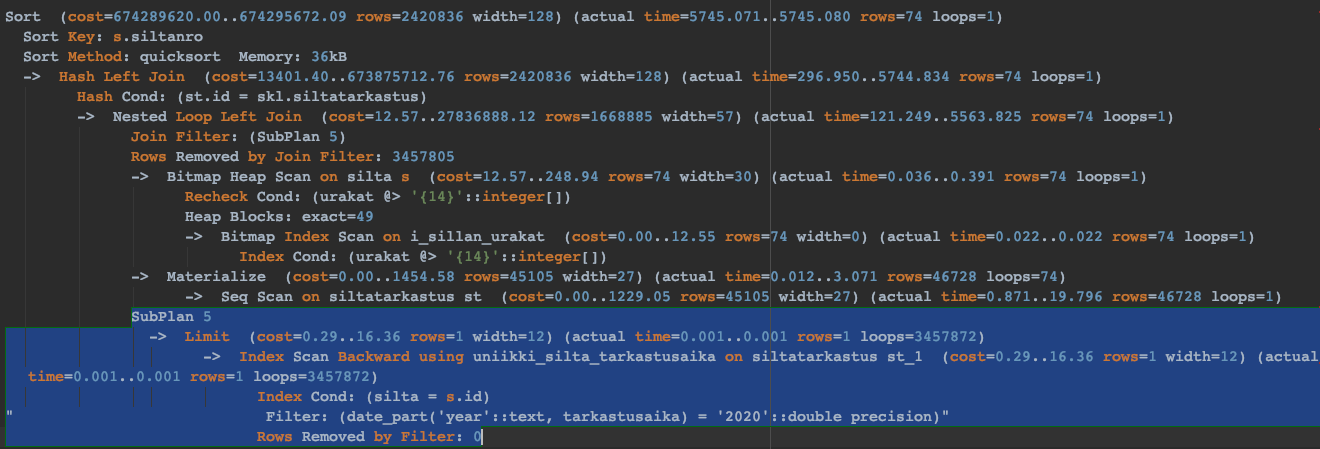 Sort  (cost=674289620.00..674295672.09 rows=2420836 width=128) (actual time=5745.071..5745.080 rows=74 loops=1)
  Sort Key: s.siltanro
  Sort Method: quicksort  Memory: 36kB
  ->  Hash Left Join  (cost=13401.40..673875712.76 rows=2420836 width=128) (actual time=296.950..5744.834 rows=74 loops=1)
        Hash Cond: (st.id = skl.siltatarkastus)
        ->  Nested Loop Left Join  (cost=12.57..27836888.12 rows=1668885 width=57) (actual time=121.249..5563.825 rows=74 loops=1)
              Join Filter: (SubPlan 5)
              Rows Removed by Join Filter: 3457805
              ->  Bitmap Heap Scan on silta s  (cost=12.57..248.94 rows=74 width=30) (actual time=0.036..0.391 rows=74 loops=1)
                    Recheck Cond: (urakat @> '{14}'::integer[])
                    Heap Blocks: exact=49
                    ->  Bitmap Index Scan on i_sillan_urakat  (cost=0.00..12.55 rows=74 width=0) (actual time=0.022..0.022 rows=74 loops=1)
                          Index Cond: (urakat @> '{14}'::integer[])
              ->  Materialize  (cost=0.00..1454.58 rows=45105 width=27) (actual time=0.012..3.071 rows=46728 loops=74)
                    ->  Seq Scan on siltatarkastus st  (cost=0.00..1229.05 rows=45105 width=27) (actual time=0.871..19.796 rows=46728 loops=1)
              SubPlan 5
                ->  Limit  (cost=0.29..16.36 rows=1 width=12) (actual time=0.001..0.001 rows=1 loops=3457872)
                      ->  Index Scan Backward using uniikki_silta_tarkastusaika on siltatarkastus st_1  (cost=0.29..16.36 rows=1 width=12) (actual
time=0.001..0.001 rows=1 loops=3457872)
                            Index Cond: (silta = s.id)
"                            Filter: (date_part('year'::text, tarkastusaika) = '2020'::double precision)"
                            Rows Removed by Filter: 0